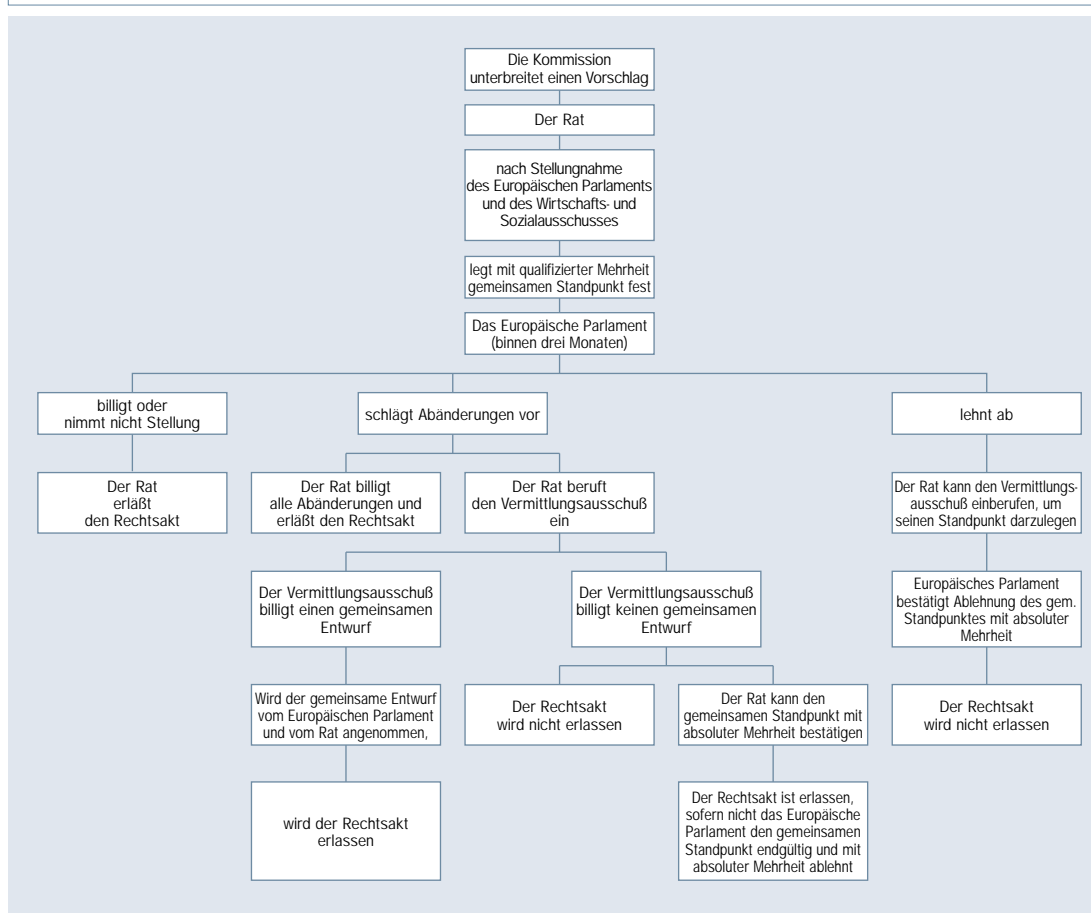 Die Kommission
unterbreitet einen Vorschlag
Der Rat
nach Stellungnahme
des Europäischen Parlaments
und des Wirtschafts- und
Sozialausschusses
legt mit qualifizierter Mehrheit
gemeinsamen Standpunkt fest
Das Europäische Parlament
(binnen drei Monaten)
billigt oder
nimmt nicht Stellung
schlägt Abänderungen vor
lehnt ab
Der Rat
erläßt
den Rechtsakt
Der Rat billigt
alle Abänderungen und
erläßt den Rechtsakt
Der Rat beruft
den Vermittlungsausschuß
ein
Der Rat kann den Vermittlungs-
ausschuß einberufen, um
seinen Standpunkt darzulegen
Der Vermittlungsausschuß
billigt einen gemeinsamen
Entwurf
Der Vermittlungsausschuß
billigt keinen gemeinsamen
Entwurf
Europäisches Parlament
bestätigt Ablehnung des gem.
Standpunktes mit absoluter
Mehrheit
Wird der gemeinsame Entwurf
vom Europäischen Parlament
und vom Rat angenommen,
Der Rechtsakt
wird nicht erlassen
Der Rat kann den
gemeinsamen Standpunkt mit
absoluter Mehrheit bestätigen
Der Rechtsakt
wird nicht erlassen
wird der Rechtsakt
erlassen
Der Rechtsakt ist erlassen,
sofern nicht das Europäische
Parlament den gemeinsamen
Standpunkt endgültig und mit
absoluter Mehrheit ablehnt